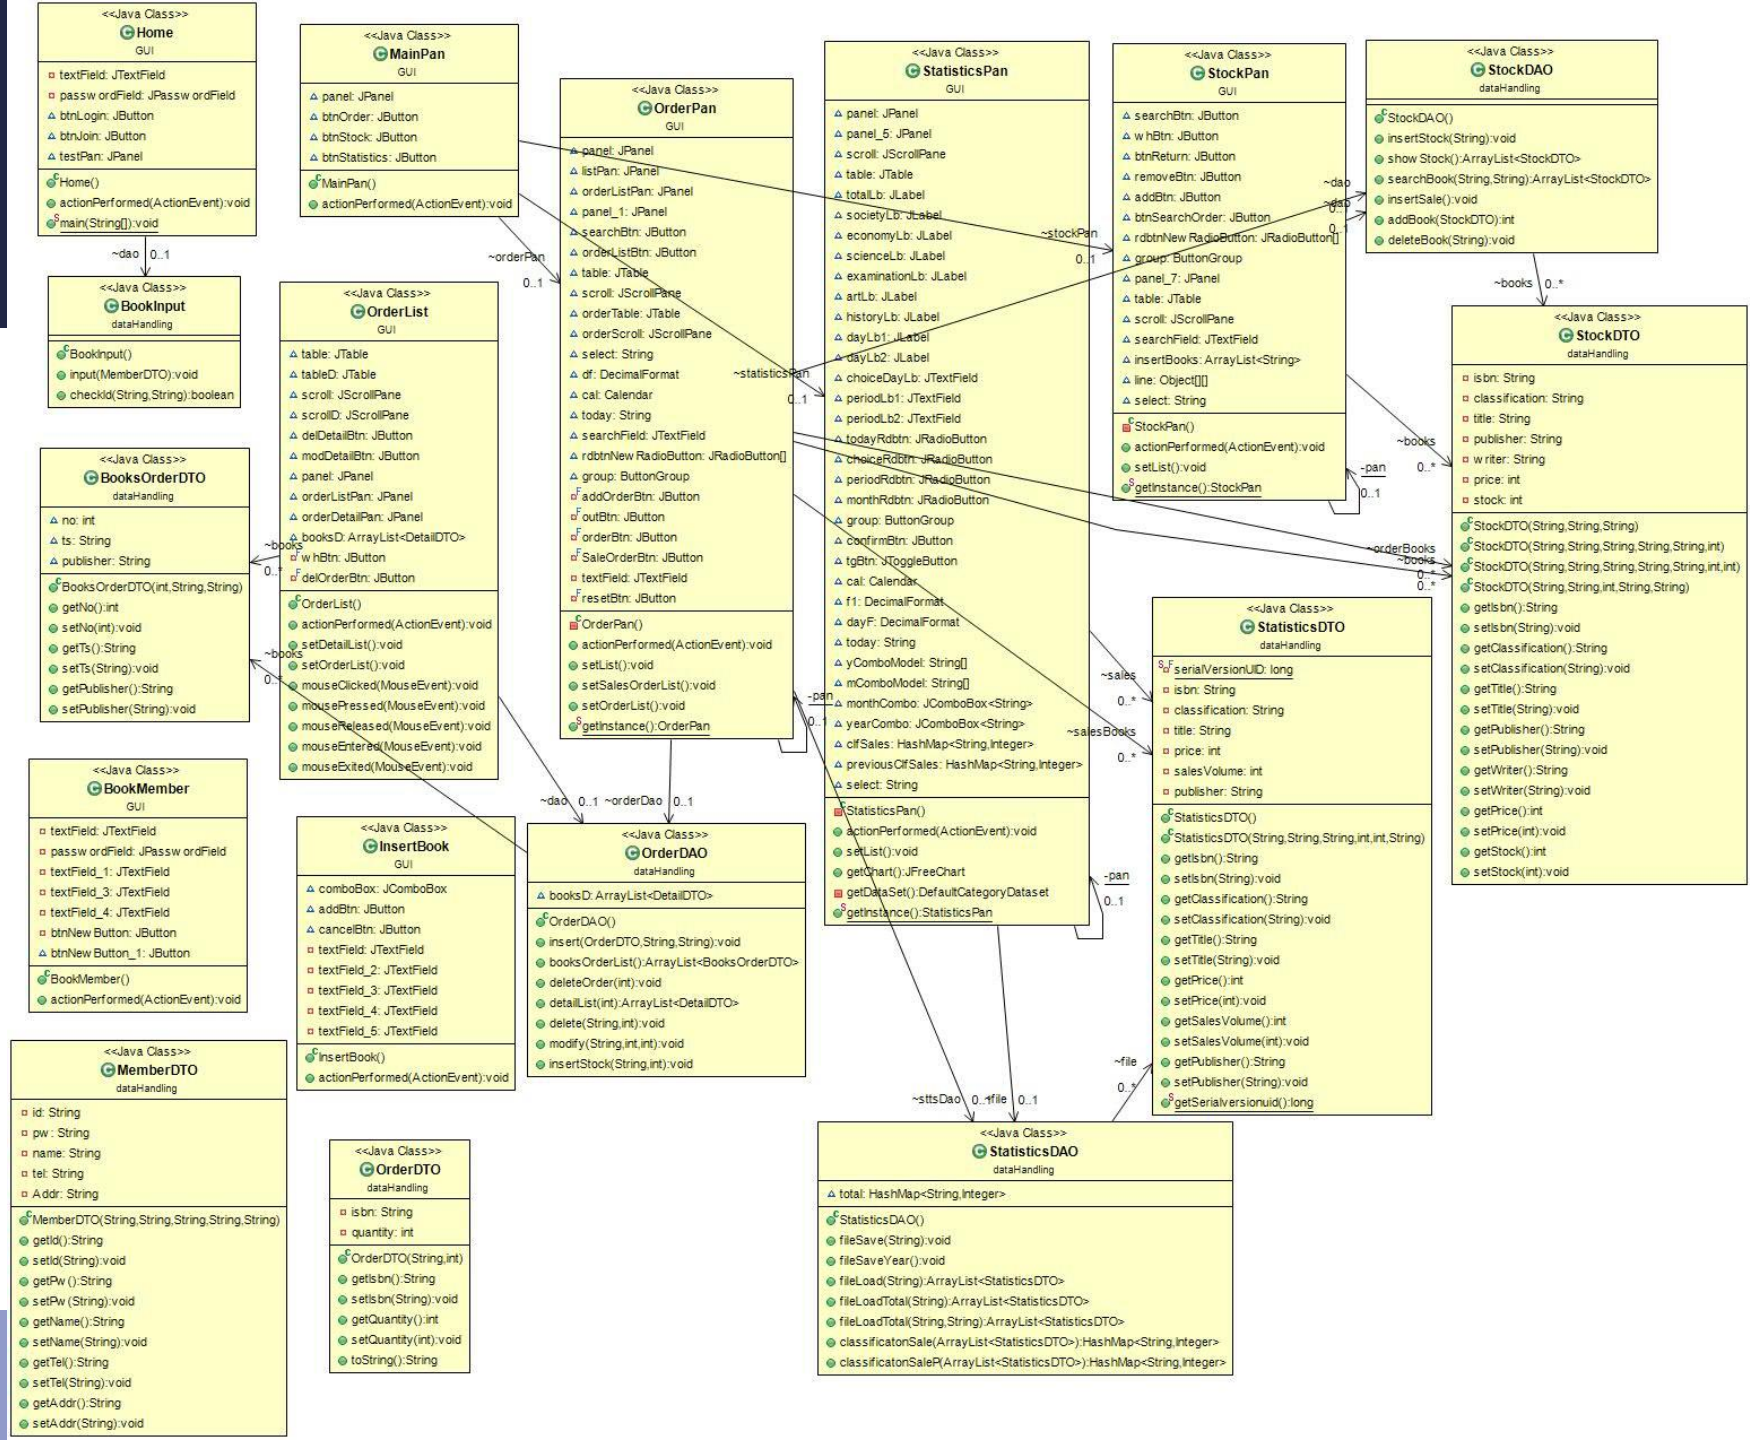 <<Java Class>>
Home
GUI
textField: JTextField
passwordField: JPasswordField
btnLogin: JButton
btnJoin: JButton
testPan: JPanel
Home()
actionPerformed(ActionEvent):void
main(String[]):void
~dao
0..1
<<Java Class>>
BookInput
dataHandling
BookInput()
input(MemberDTO):void
checkId(String,String):boolean
<<Java Class>>
BooksOrderDTO
dataHandling
no: int
ts: String
publisher: String
BooksOrderDTO(int,String,String)
getNo():int
setNo(int):void
getTs():String
setTs(String):void
getPublisher():String
setPublisher(String):void
<<Java Class>>
BookMember
GUI
textField: JTextField
passwordField: JPasswordField
textField_1: JTextField
textField_3: JTextField
textField_4: JTextField
btnNewButton: JButton
btnNewButton_1: JButton
BookMember()
actionPerformed(ActionEvent):void
<<Java Class>>
MemberDTO
dataHandling
id: String
pw: String
name: String
tel: String
Addr: String
MemberDTO(String,String,String,String,String)
getId():String
setId(String):void
getPw():String
setPw(String):void
getName():String
setName(String):void
getTel():String
setTel(String):void
getAddr():String
setAddr(String):void
<<Java Class>>
MainPan
GUI
panel: JPanel
btnOrder: JButton
btnStock: JButton
btnStatistics: JButton
MainPan()
actionPerformed(ActionEvent):void
~orderPan
0..1
~stockPan
0..1
~statisticsPan
0..1
<<Java Class>>
OrderList
GUI
table: JTable
tableD: JTable
scroll: JScrollPane
scrollD: JScrollPane
delDetailBtn: JButton
modDetailBtn: JButton
panel: JPanel
orderListPan: JPanel
orderDetailPan: JPanel
booksD: ArrayList<DetailDTO>
whBtn: JButton
delOrderBtn: JButton
OrderList()
actionPerformed(ActionEvent):void
setDetailList():void
setOrderList():void
mouseClicked(MouseEvent):void
mousePressed(MouseEvent):void
mouseReleased(MouseEvent):void
mouseEntered(MouseEvent):void
mouseExited(MouseEvent):void
~books
0..*
~books
0..*
~dao
0..1
<<Java Class>>
InsertBook
GUI
comboBox: JComboBox
addBtn: JButton
cancelBtn: JButton
textField: JTextField
textField_2: JTextField
textField_3: JTextField
textField_4: JTextField
textField_5: JTextField
InsertBook()
actionPerformed(ActionEvent):void
<<Java Class>>
OrderDTO
dataHandling
isbn: String
quantity: int
OrderDTO(String,int)
getIsbn():String
setIsbn(String):void
getQuantity():int
setQuantity(int):void
toString():String
<<Java Class>>
OrderPan
GUI
panel: JPanel
listPan: JPanel
orderListPan: JPanel
panel_1: JPanel
searchBtn: JButton
orderListBtn: JButton
table: JTable
scroll: JScrollPane
orderTable: JTable
orderScroll: JScrollPane
select: String
df: DecimalFormat
cal: Calendar
today: String
searchField: JTextField
rdbtnNewRadioButton: JRadioButton[]
group: ButtonGroup
addOrderBtn: JButton
outBtn: JButton
orderBtn: JButton
SaleOrderBtn: JButton
textField: JTextField
resetBtn: JButton
OrderPan()
actionPerformed(ActionEvent):void
setList():void
setSalesOrderList():void
setOrderList():void
getInstance():OrderPan
-pan
0..1
~orderDao
0..1
<<Java Class>>
OrderDAO
dataHandling
booksD: ArrayList<DetailDTO>
OrderDAO()
insert(OrderDTO,String,String):void
booksOrderList():ArrayList<BooksOrderDTO>
deleteOrder(int):void
detailList(int):ArrayList<DetailDTO>
delete(String,int):void
modify(String,int,int):void
insertStock(String,int):void
<<Java Class>>
StatisticsPan
GUI
panel: JPanel
panel_5: JPanel
scroll: JScrollPane
table: JTable
totalLb: JLabel
societyLb: JLabel
economyLb: JLabel
scienceLb: JLabel
examinationLb: JLabel
artLb: JLabel
historyLb: JLabel
dayLb1: JLabel
dayLb2: JLabel
choiceDayLb: JTextField
periodLb1: JTextField
periodLb2: JTextField
todayRdbtn: JRadioButton
choiceRdbtn: JRadioButton
periodRdbtn: JRadioButton
monthRdbtn: JRadioButton
group: ButtonGroup
confirmBtn: JButton
tgBtn: JToggleButton
cal: Calendar
f1: DecimalFormat
dayF: DecimalFormat
today: String
yComboModel: String[]
mComboModel: String[]
monthCombo: JComboBox<String>
yearCombo: JComboBox<String>
clfSales: HashMap<String,Integer>
previousClfSales: HashMap<String,Integer>
select: String
StatisticsPan()
actionPerformed(ActionEvent):void
setList():void
getChart():JFreeChart
getDataSet():DefaultCategoryDataset
getInstance():StatisticsPan
-pan
0..1
~sttsDao
0..1
~file
0..1
<<Java Class>>
StatisticsDAO
dataHandling
total: HashMap<String,Integer>
StatisticsDAO()
fileSave(String):void
fileSaveYear():void
fileLoad(String):ArrayList<StatisticsDTO>
fileLoadTotal(String):ArrayList<StatisticsDTO>
fileLoadTotal(String,String):ArrayList<StatisticsDTO>
classificatonSale(ArrayList<StatisticsDTO>):HashMap<String,Integer>
classificatonSaleP(ArrayList<StatisticsDTO>):HashMap<String,Integer>
<<Java Class>>
StockPan
GUI
searchBtn: JButton
whBtn: JButton
btnReturn: JButton
removeBtn: JButton
addBtn: JButton
btnSearchOrder: JButton
rdbtnNewRadioButton: JRadioButton[]
group: ButtonGroup
panel_7: JPanel
table: JTable
scroll: JScrollPane
searchField: JTextField
insertBooks: ArrayList<String>
line: Object[][]
select: String
StockPan()
actionPerformed(ActionEvent):void
setList():void
getInstance():StockPan
-pan
0..1
~dao
0..1
~dao
0..1
~books
0..*
~orderBooks
0..*
~books
0..*
~sales
0..*
~salesBooks
0..*
~file
0..*
<<Java Class>>
StatisticsDTO
dataHandling
serialVersionUID: long
isbn: String
classification: String
title: String
price: int
salesVolume: int
publisher: String
StatisticsDTO()
StatisticsDTO(String,String,String,int,int,String)
getIsbn():String
setIsbn(String):void
getClassification():String
setClassification(String):void
getTitle():String
setTitle(String):void
getPrice():int
setPrice(int):void
getSalesVolume():int
setSalesVolume(int):void
getPublisher():String
setPublisher(String):void
getSerialversionuid():long
<<Java Class>>
StockDAO
dataHandling
StockDAO()
insertStock(String):void
showStock():ArrayList<StockDTO>
searchBook(String,String):ArrayList<StockDTO>
insertSale():void
addBook(StockDTO):int
deleteBook(String):void
~books
0..*
<<Java Class>>
StockDTO
dataHandling
isbn: String
classification: String
title: String
publisher: String
writer: String
price: int
stock: int
StockDTO(String,String,String)
StockDTO(String,String,String,String,String,int)
StockDTO(String,String,String,String,String,int,int)
StockDTO(String,String,int,String,String)
getIsbn():String
setIsbn(String):void
getClassification():String
setClassification(String):void
getTitle():String
setTitle(String):void
getPublisher():String
setPublisher(String):void
getWriter():String
setWriter(String):void
getPrice():int
setPrice(int):void
getStock():int
setStock(int):void